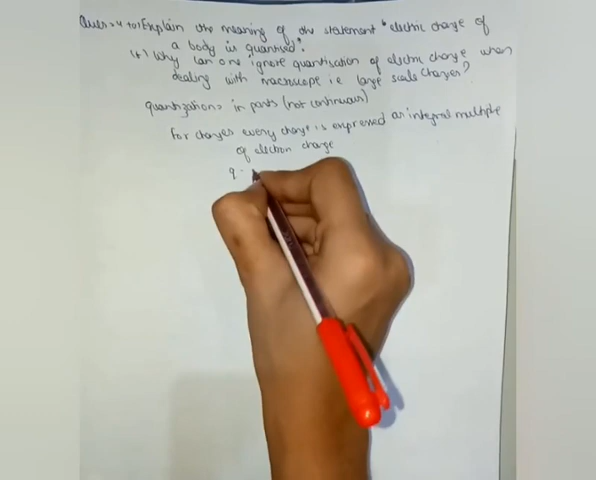 Ques=4 (a) Explain the meaning of the statement "electric charge of
a body is quantised".
(b) Why can one ignore quantisation of electric charge when
dealing with macroscopic i.e large scale charges?
quantization= in parts (not continuous)
For charges every charge is expressed as integral multiple
of electron charge
q